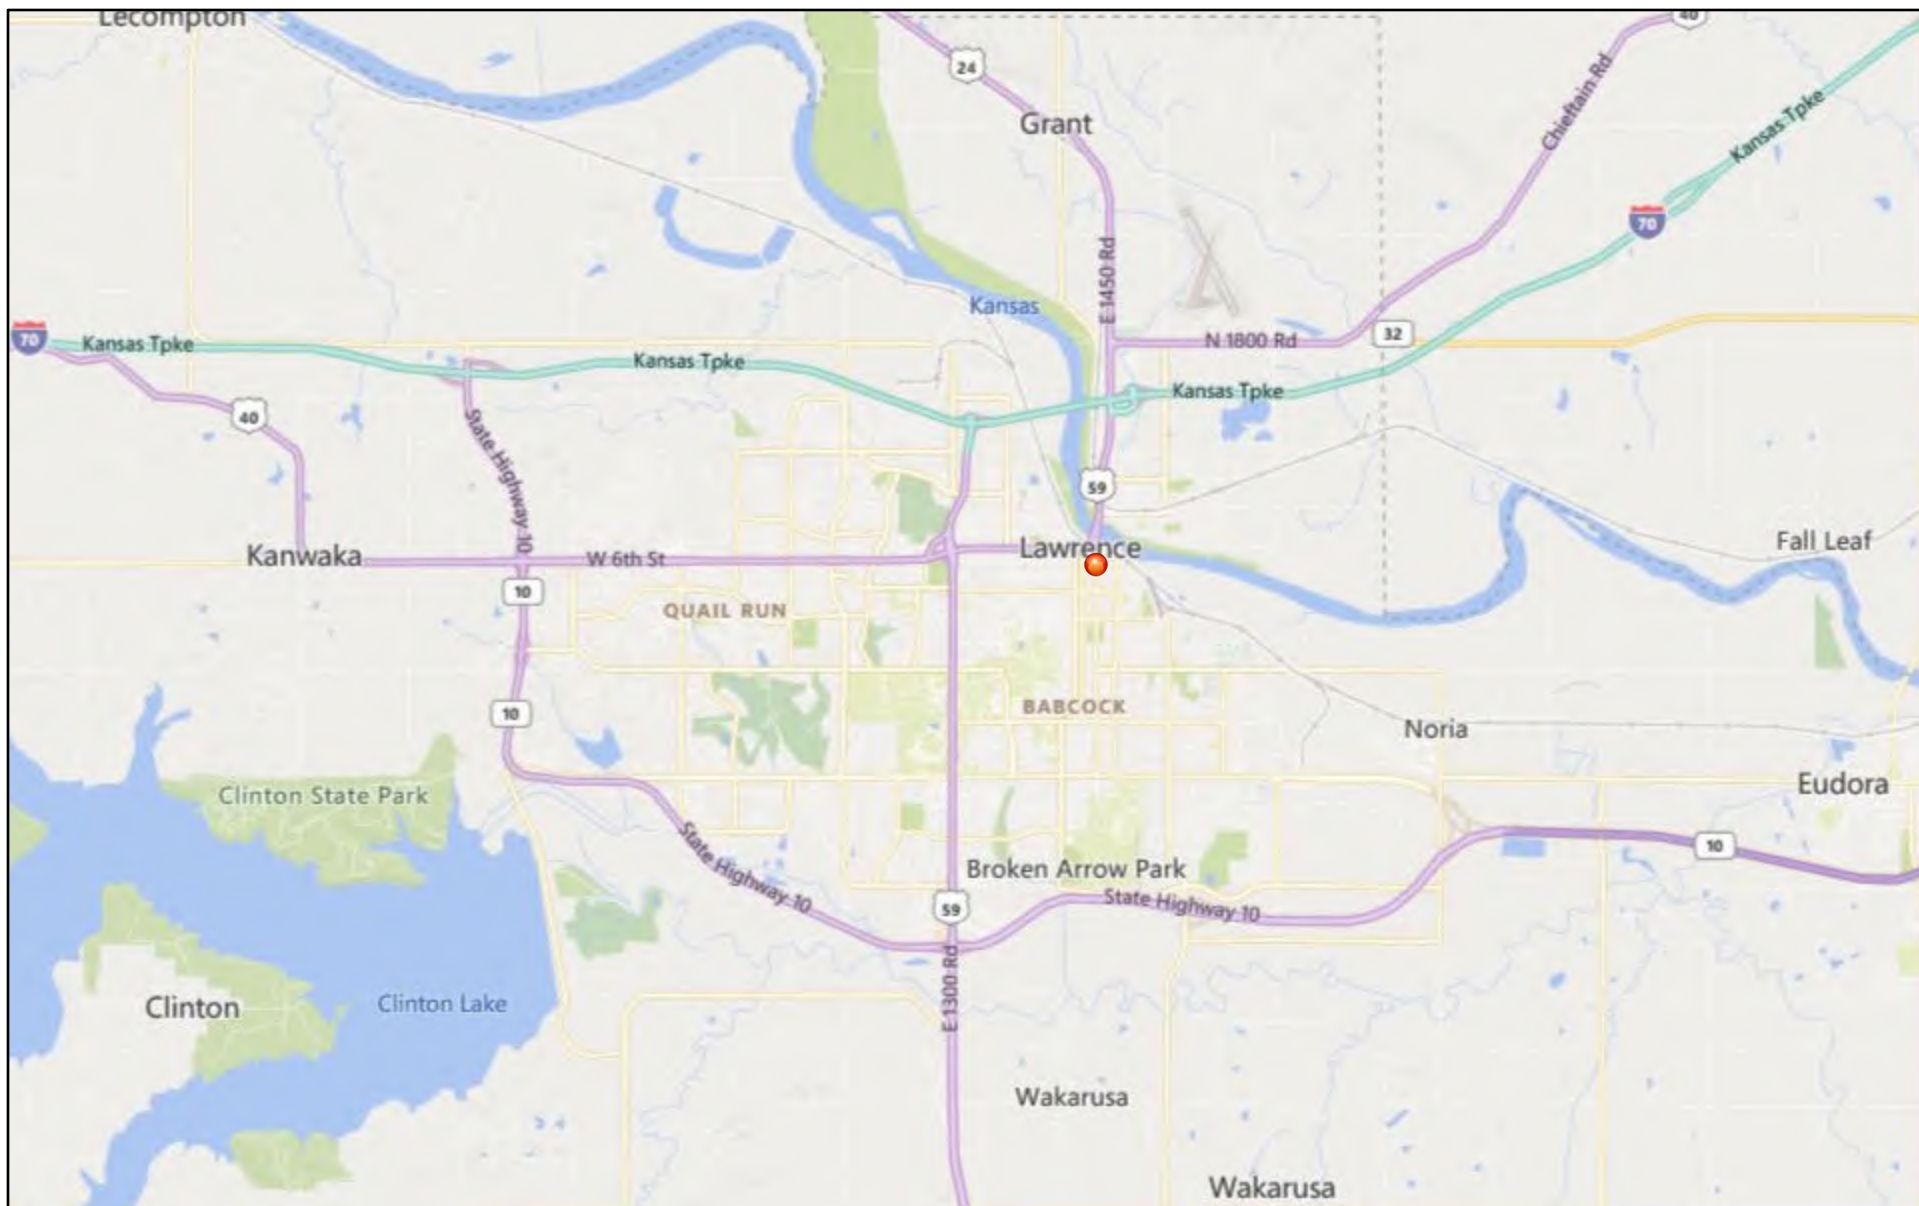 Lecompton
40
24
Chieftain Rd
Kansas Tpke
Grant
70
E 1450 Rd
Kansas
32
N 1800 Rd
70
Kansas Tpke
Kansas Tpke
Kansas Tpke
40
State Highway 10
59
Kanwaka
W 6th St
Lawrence
Fall Leaf
10
QUAIL RUN
10
BABCOCK
Noria
Clinton State Park
Eudora
State Highway 10
10
Broken Arrow Park
State Highway 10
59
E 1300 Rd
Clinton
Clinton Lake
Wakarusa
Wakarusa